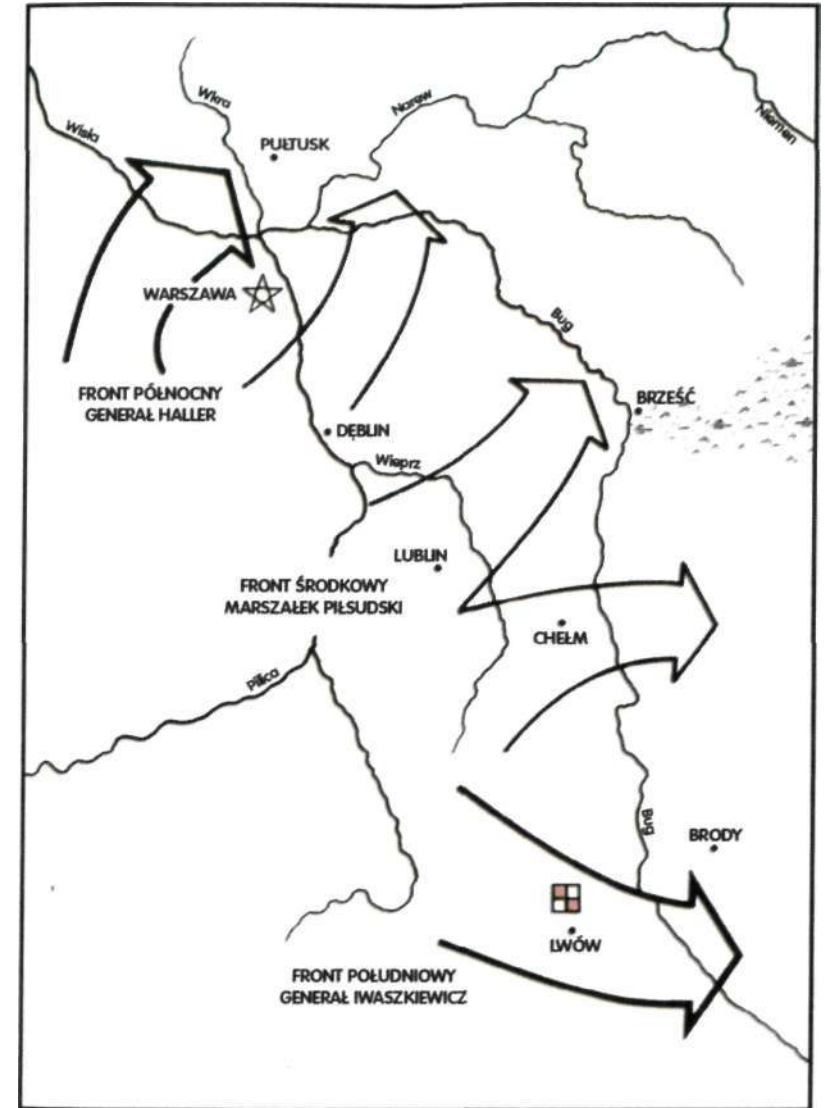 Wkra
Narew
Niemen
Wisła
PUŁTUSK
WARSZAWA
Bug
FRONT PÓŁNOCNY
GENERAŁ HALLER
BRZEŚĆ
DĘBLIN
Wieprz
LUBLIN
FRONT ŚRODKOWY
MARSZAŁEK PIŁSUDSKI
CHEŁM
Pilica
Bug
BRODY
LWÓW
FRONT POŁUDNIOWY
GENERAŁ IWASZKIEWICZ